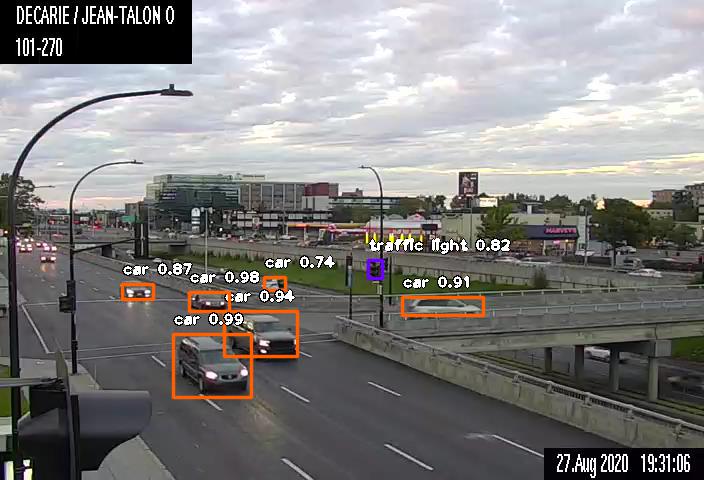 DECARIE / JEAN-TALON O
101-270
traffic light 0.82
car 0.74
car 0.87
car 0.98
car 0.91
car 0.94
car 0.99
HARVEY'S
27.Aug 2020 19:31:06